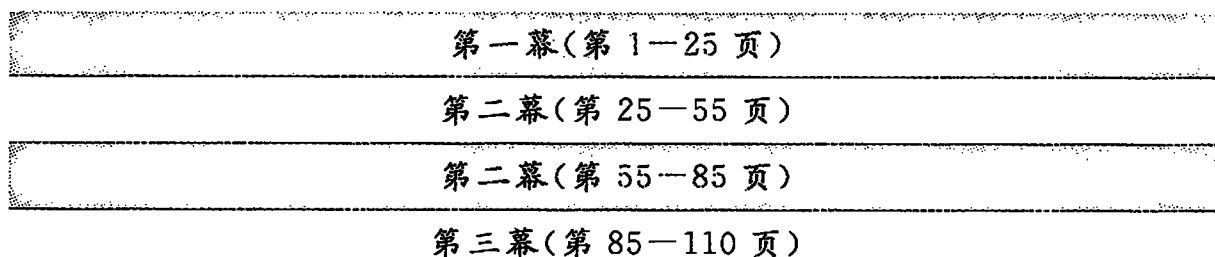 第一幕(第 1—25 页)
第二幕(第 25—55 页)
第二幕(第 55—85 页)
第三幕(第 85—110 页)